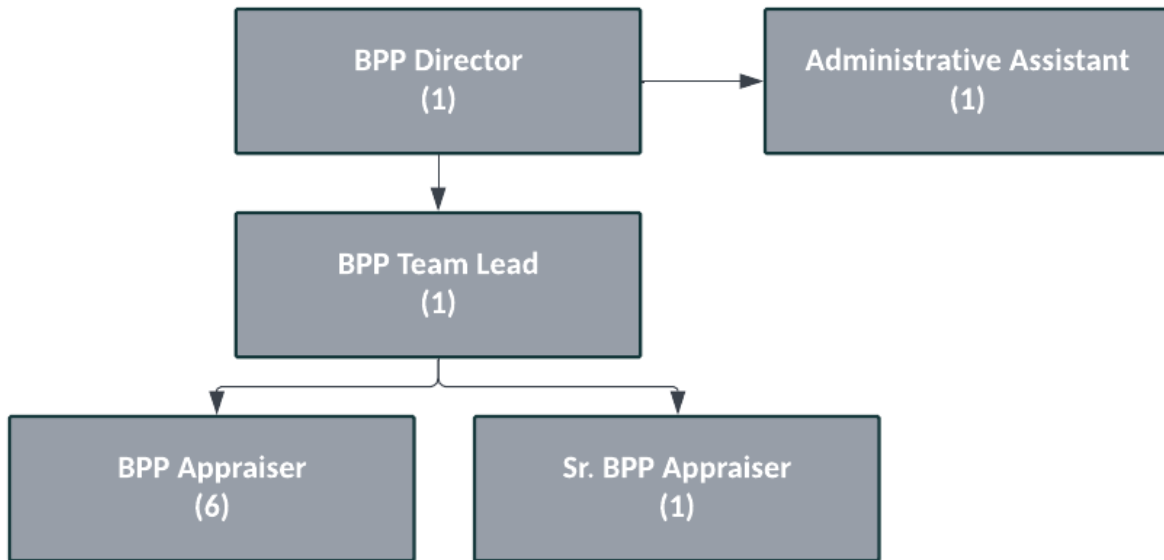 BPP Director
(1)
Administrative Assistant
(1)
BPP Team Lead
(1)
BPP Appraiser
(6)
Sr. BPP Appraiser
(1)